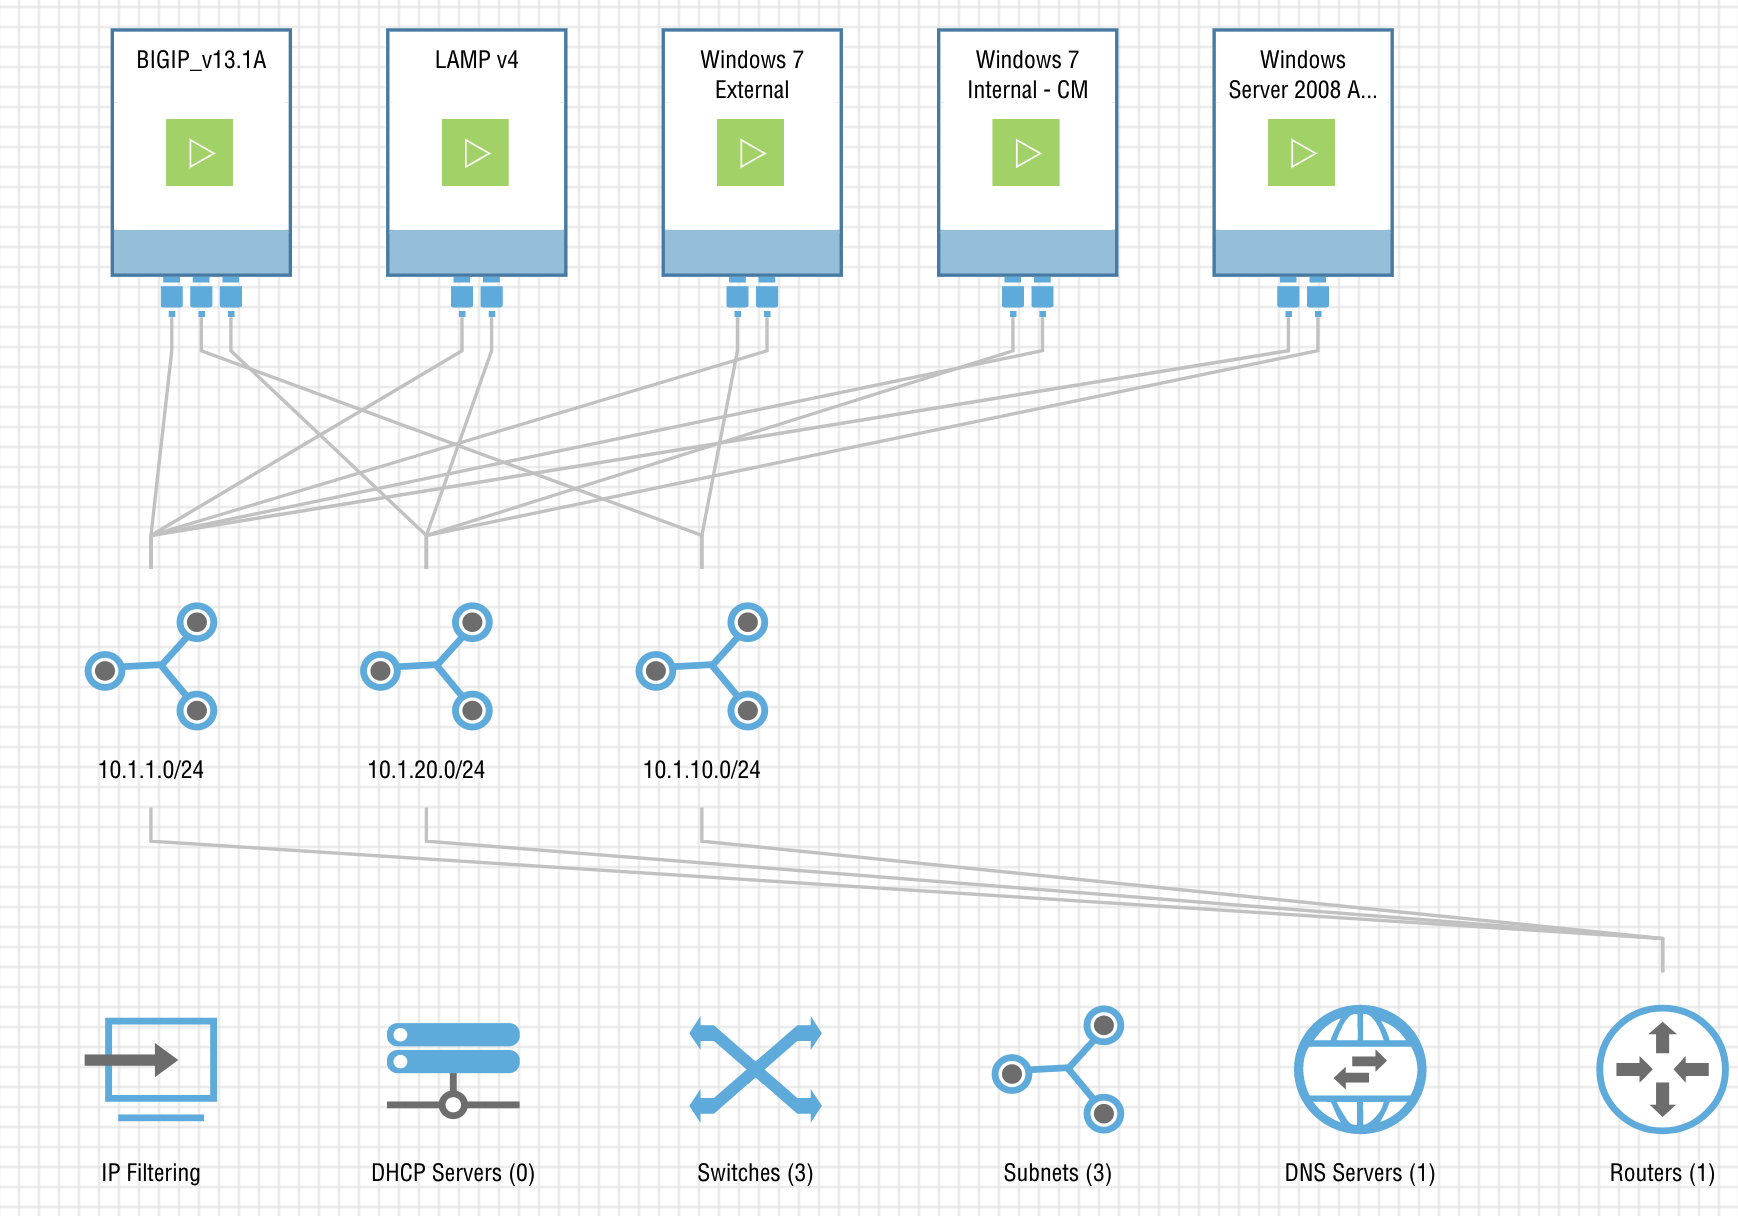 BIGIP_v13.1A
LAMP v4
Windows 7
External
Windows 7
Internal - CM
Windows
Server 2008 A...
10.1.1.0/24
10.1.20.0/24
10.1.10.0/24
IP Filtering
DHCP Servers (0)
Switches (3)
Subnets (3)
DNS Servers (1)
Routers (1)